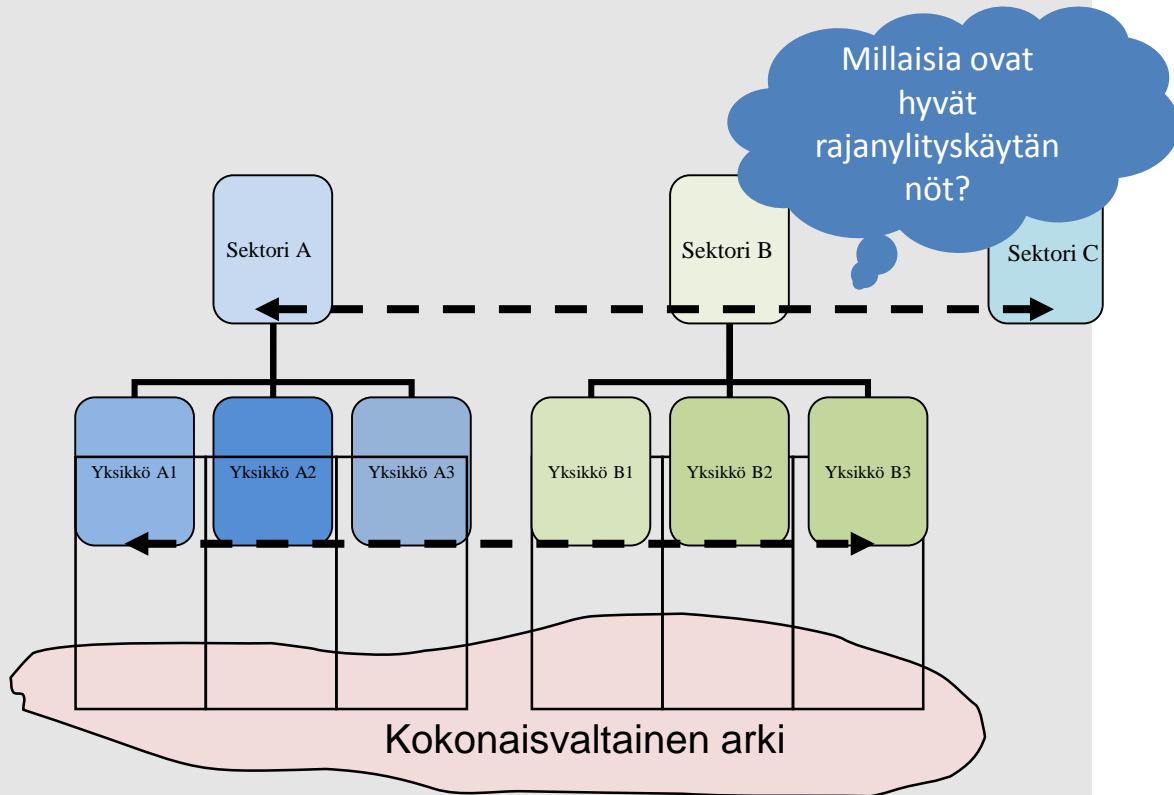 Millaisia ovat
hyvät
rajanylityskäytän
nöt?
Sektori A
Sektori B
Sektori C
Yksikkö A1
Yksikkö A2
Yksikkö A3
Yksikkö B1
Yksikkö B2
Yksikkö B3
Kokonaisvaltainen arki